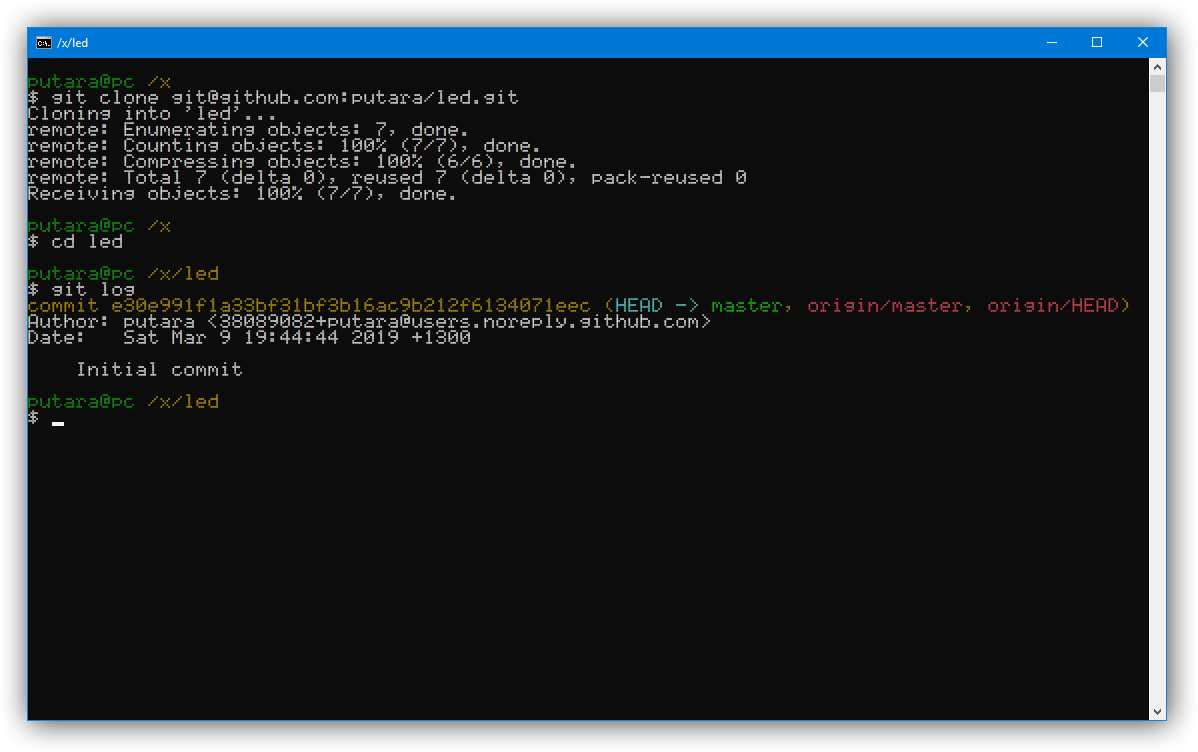 /x/led
putara@pc /x
$ git clone git@github.com:putara/led.git
Cloning into 'led'...
remote: Enumerating objects: 7, done.
remote: Counting objects: 100% (7/7), done.
remote: Compressing objects: 100% (6/6), done.
remote: Total 7 (delta 0), reused 7 (delta 0), pack-reused 0
Receiving objects: 100% (7/7), done.
putara@pc /x
$ cd led
putara@pc /x/led
$ git log
commit e30e991f1a33bf31bf3b16ac9b212f6134071eec (HEAD -> master, origin/master, origin/HEAD)
Author: putara <38089082+putara@users.noreply.github.com>
Date:   Sat Mar 9 19:44:44 2019 +1300
    Initial commit
putara@pc /x/led
$